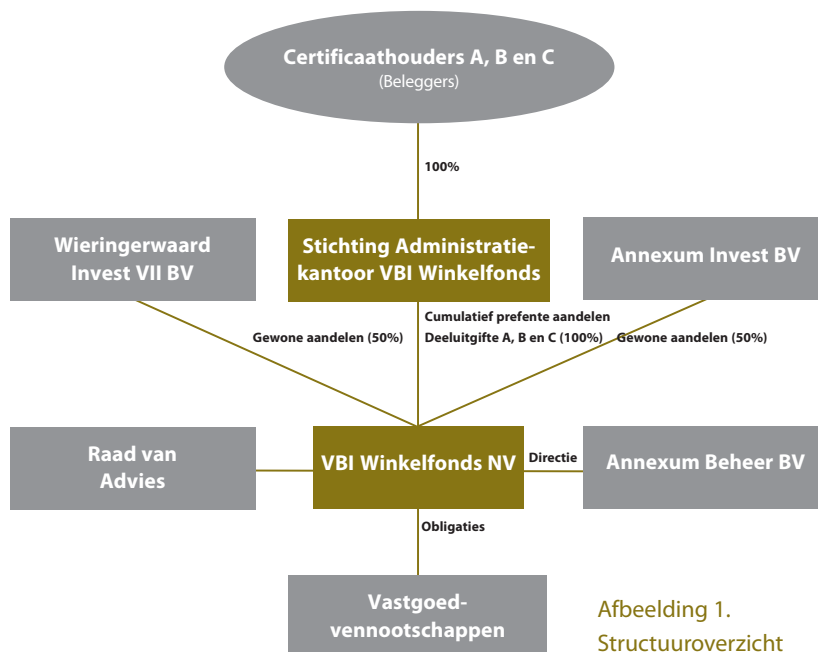 Certificaathouders A, B en C
(Beleggers)
100%
Wieringerwaard
Invest VII BV
Stichting Administratie-
kantoor VBI Winkelfonds
Annexum Invest BV
Gewone aandelen (50%)
Cumulatief prefente aandelen
Deeluitgifte A, B en C (100%)
Gewone aandelen (50%)
Raad van
Advies
VBI Winkelfonds NV
Directie
Annexum Beheer BV
Obligaties
Vastgoed-
vennootschappen
Afbeelding 1.
Structuuroverzicht